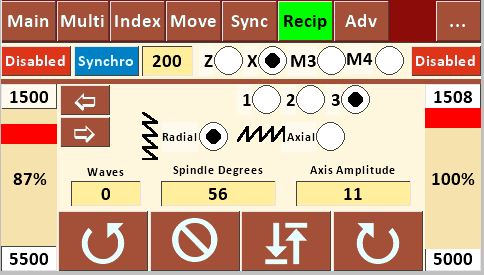 Main Multi Index Move Sync Recip Adv ...
Disabled Synchro 200 Z X M3 M4 Disabled
1500 1 2 3 1508
Radial Axial
87% Waves Spindle Degrees Axis Amplitude 100%
0 56 11
5500 5000